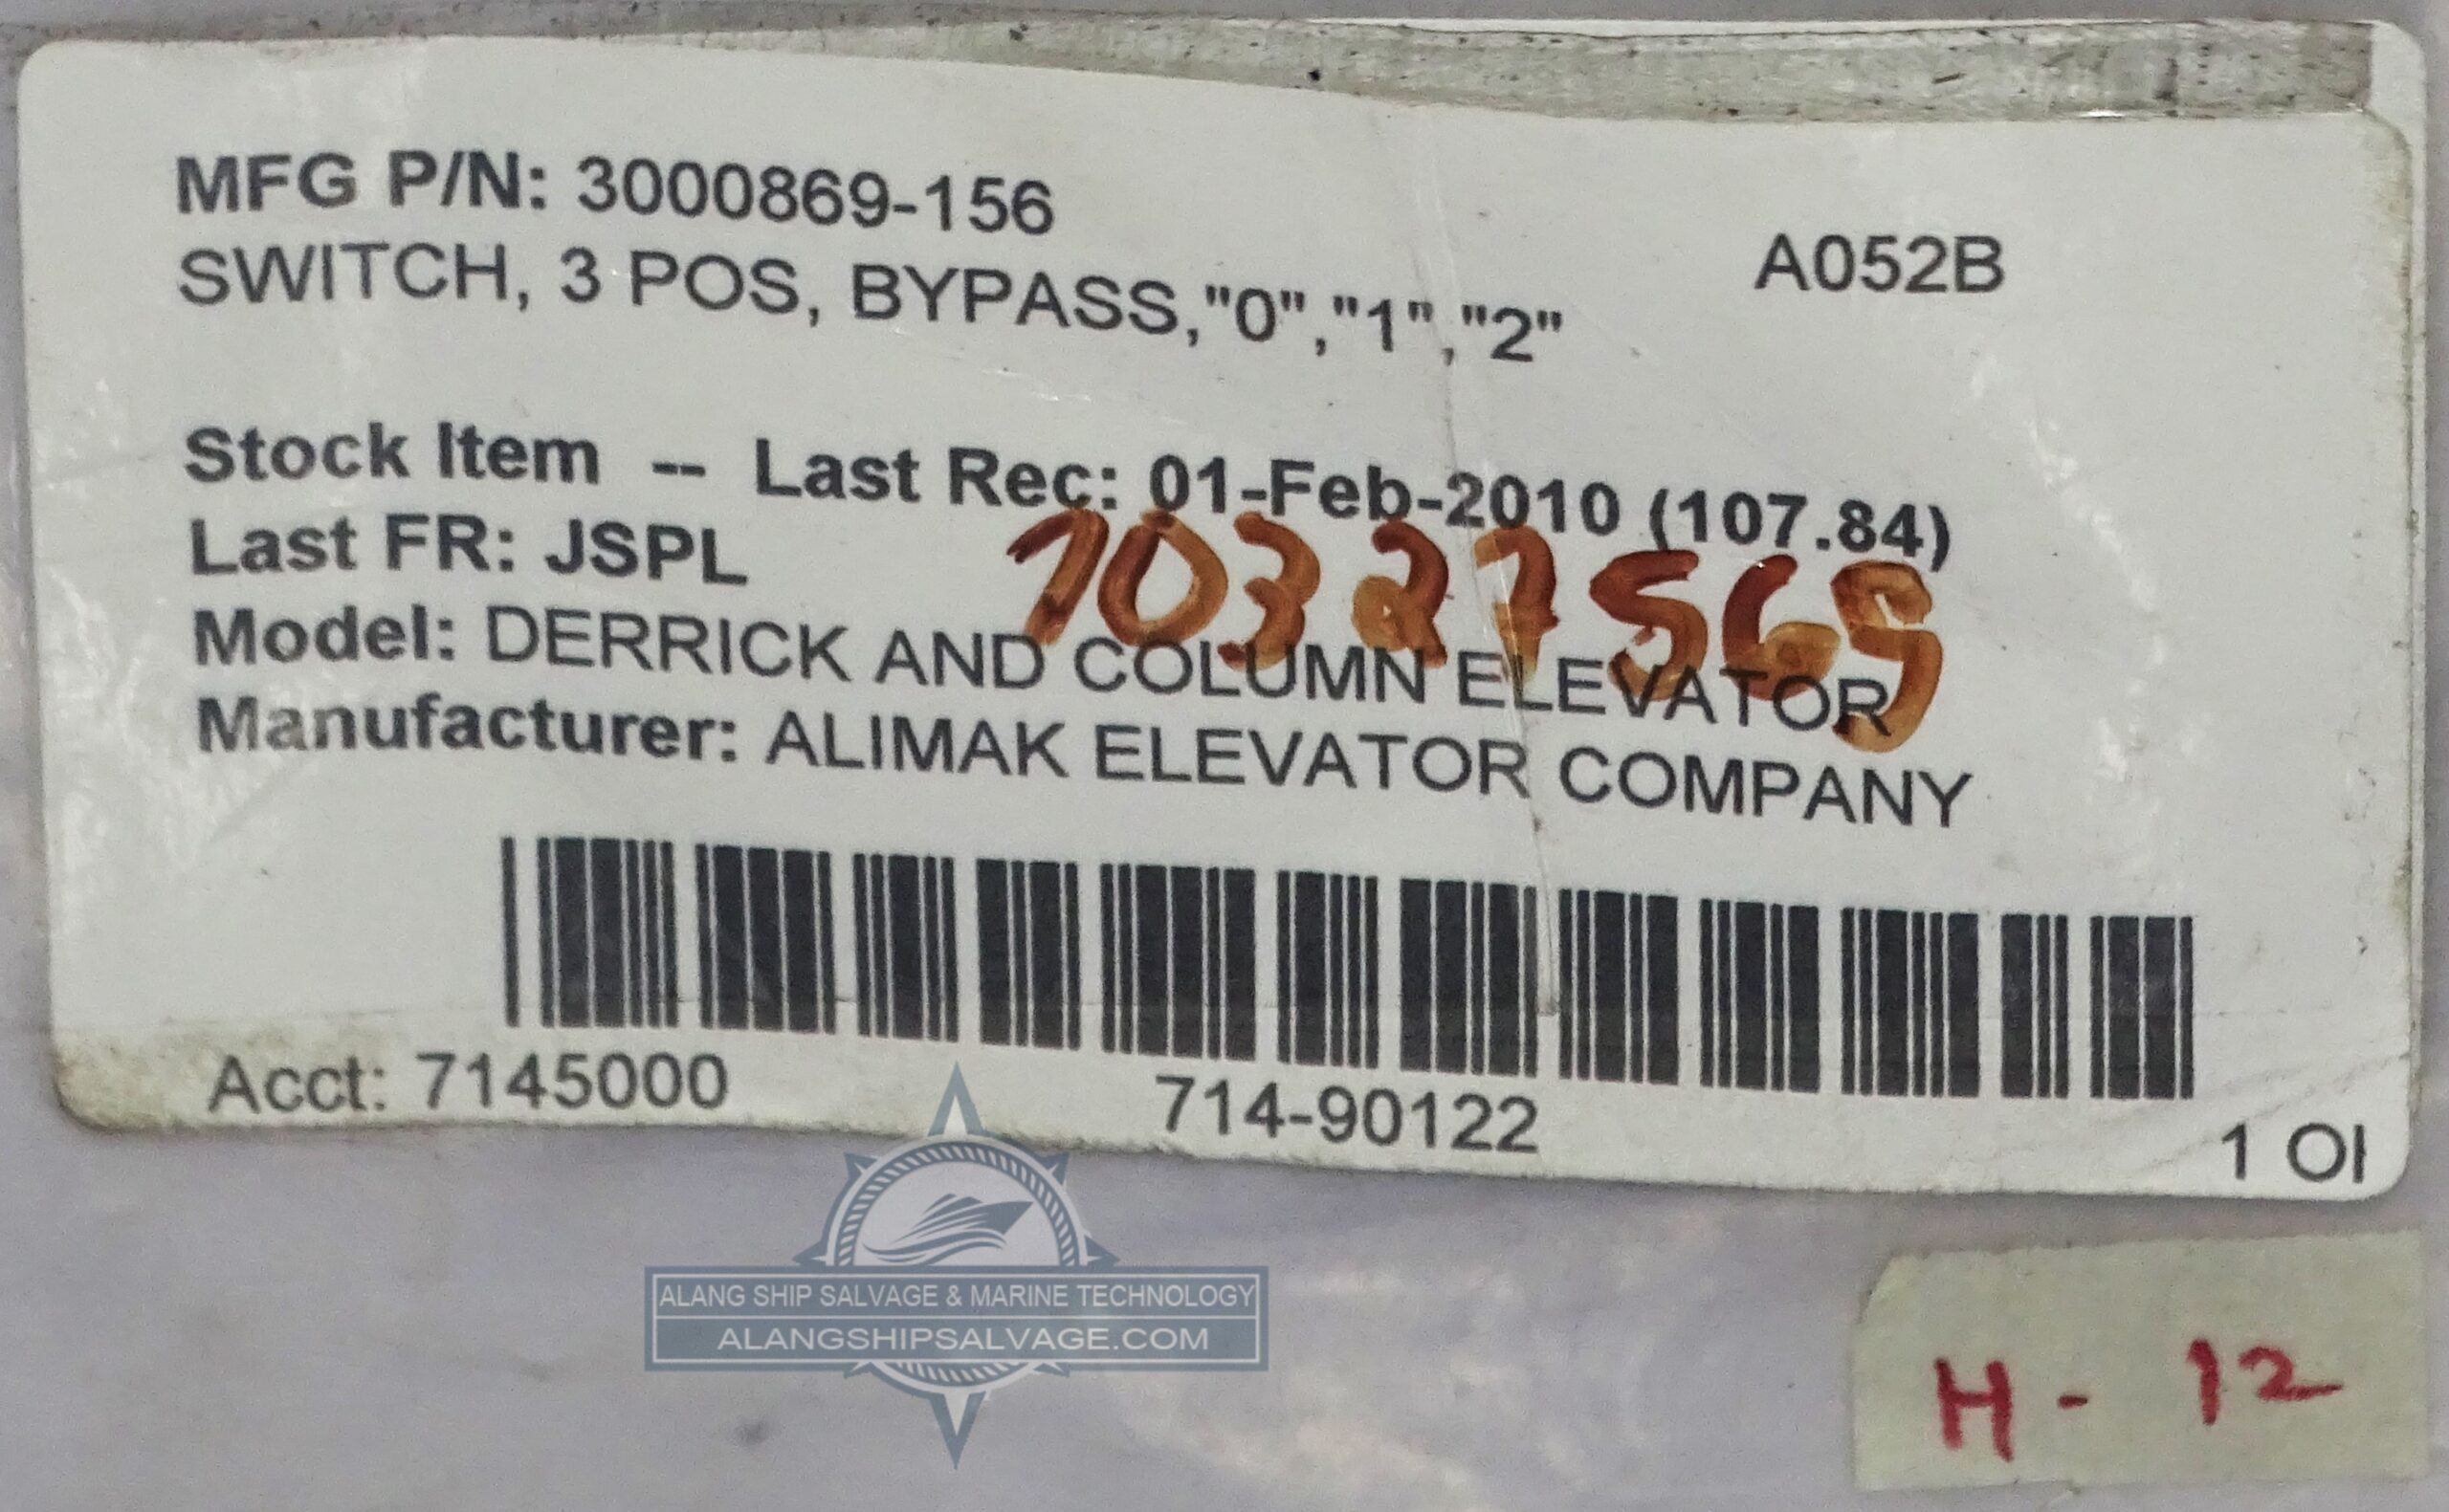 MFG P/N: 3000869-156
SWITCH, 3 POS, BYPASS,"0","1","2"
A052B
Stock Item -- Last Rec: 01-Feb-2010 (107.84)
Last FR: JSPL
10327569
Model: DERRICK AND COLUMN ELEVATOR
Manufacturer: ALIMAK ELEVATOR COMPANY
Acct: 7145000
714-90122
1 OI
ALANG SHIP SALVAGE & MARINE TECHNOLOGY
ALANGSHIPSALVAGE.COM
H - 12